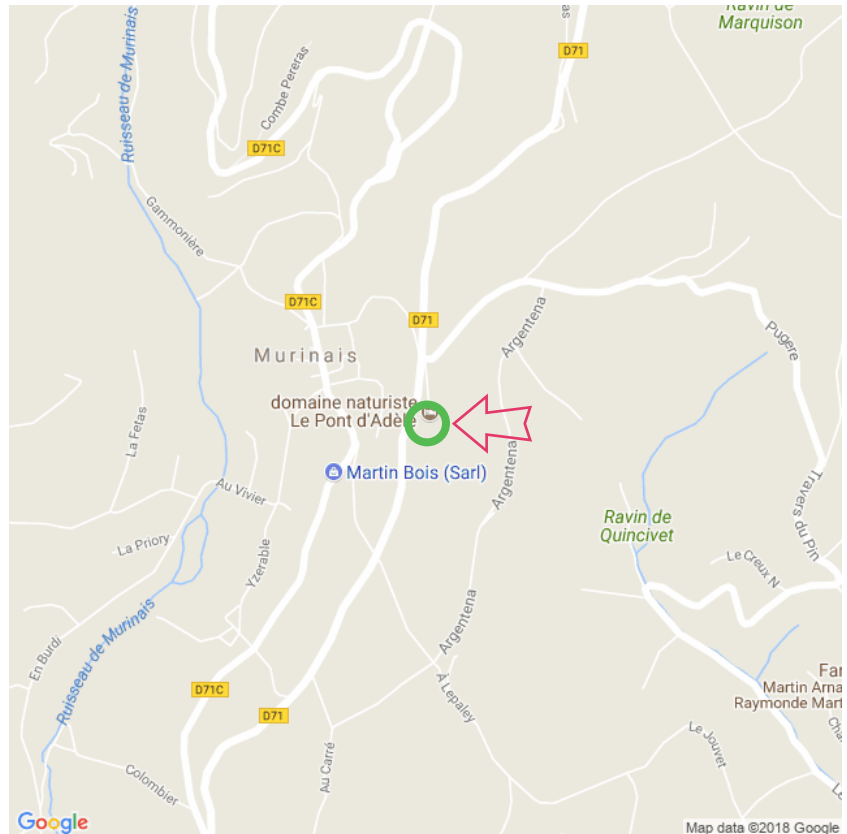 Ravin de
Marquison
D71
Ruisseau de Murinais
Combe Pereras
D71C
Gammonière
D71C
D71
Argentena
Pugere
Murinais
domaine naturiste
Le Pont d'Adèle
La Fetas
Martin Bois (Sarl)
Argentena
Au Vivier
Travers du Pin
Ravin de
Quincivet
La Priory
Yzerable
Le Creux N
En Burdi
Ruisseau de Murinais
Argentena
À Lepaley
D71C
D71
Far
Martin Arna
Raymonde Mart
Le Jouvet
Cha
Au Carré
Colombier
Le
Google
Map data ©2018 Google